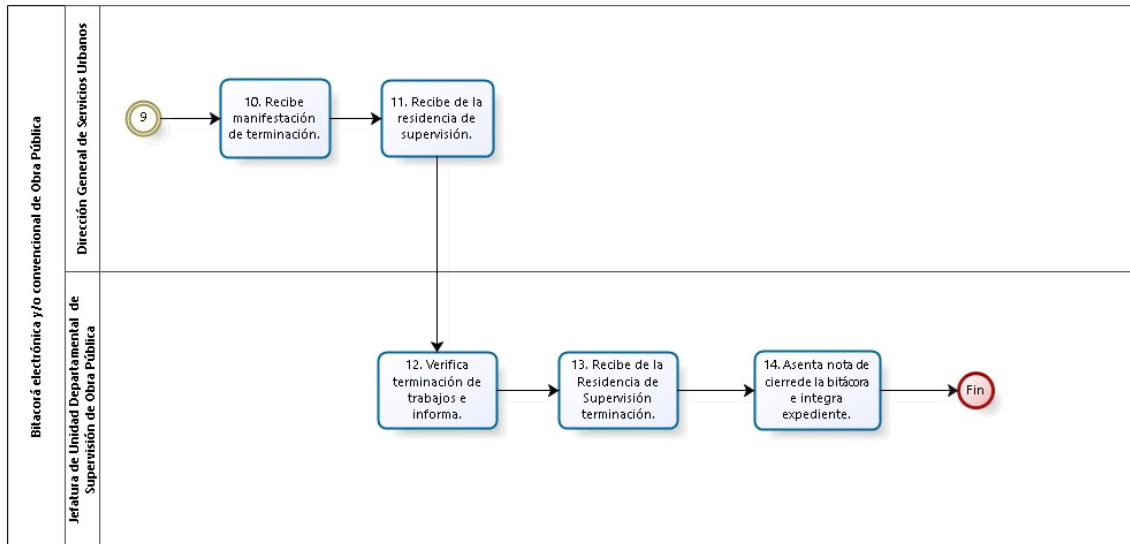 Bitacorá electrónica y/o convencional de Obra Pública
Dirección General de Servicios Urbanos
9
10. Recibe
manifestación
de terminación.
11. Recibe de la
residencia de
supervisión.
Jefatura de Unidad Departamental de
Supervisión de Obra Pública
12. Verifica
terminación de
trabajos e
informa.
13. Recibe de la
Residencia de
Supervisión
terminación.
14. Asenta nota de
cierrede la bitácora
e integra
expediente.
Fin